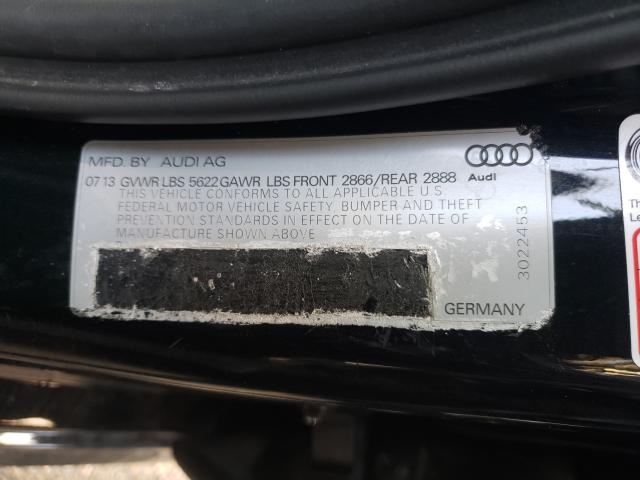 MFD. BY AUDI AG
Audi
07 13 GVWR LBS 5622 GAWR LBS FRONT 2866/REAR 2888
THIS VEHICLE CONFORMS TO ALL APPLICABLE U S
FEDERAL MOTOR VEHICLE SAFETY, BUMPER AND THEFT
PREVENTION STANDARDS IN EFFECT ON THE DATE OF
MANUFACTURE SHOWN ABOVE
3022453
GERMANY
Th
Le